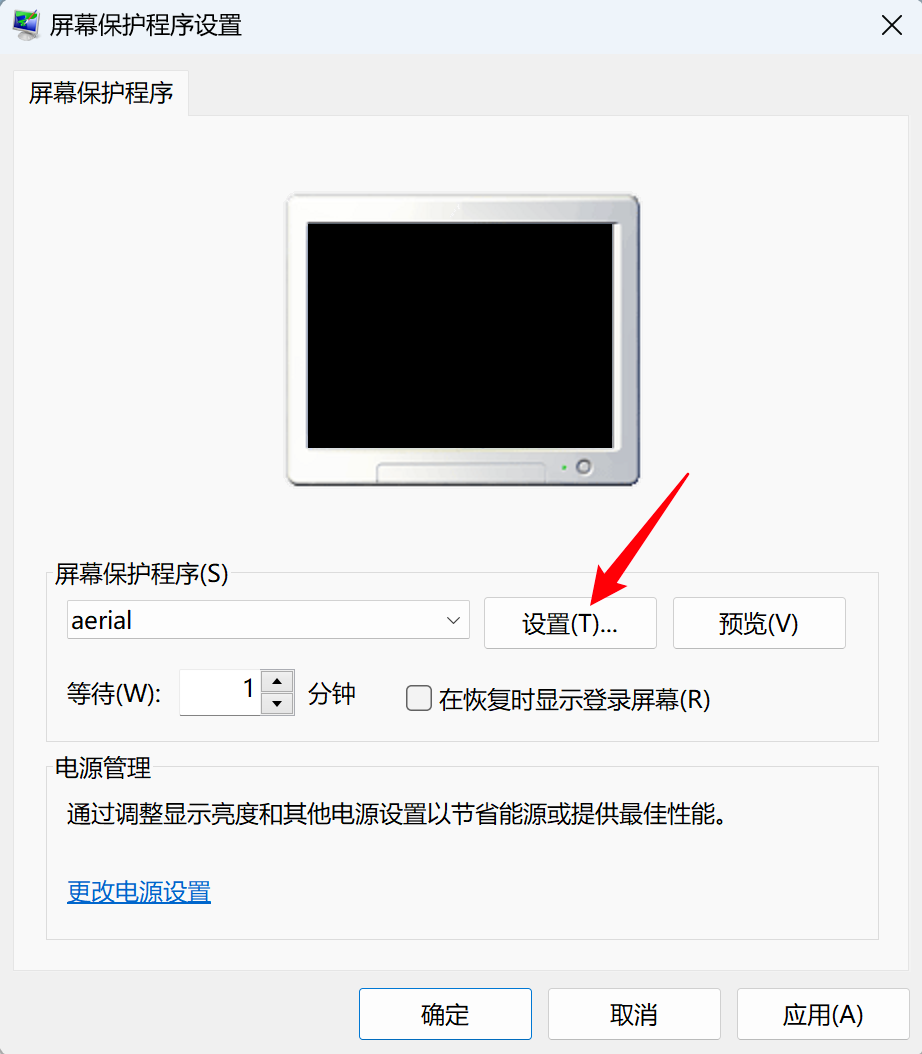 屏幕保护程序设置
屏幕保护程序
屏幕保护程序(S)
aerial
设置(T)...
预览(V)
等待(W):
1
分钟
在恢复时显示登录屏幕(R)
电源管理
通过调整显示亮度和其他电源设置以节省能源或提供最佳性能。
更改电源设置
确定
取消
应用(A)